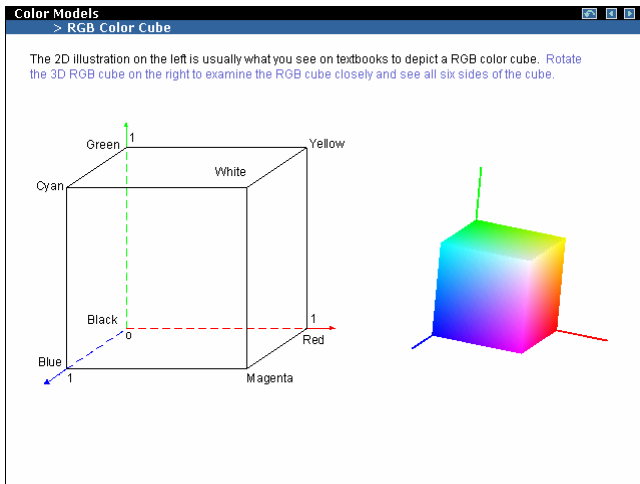 Color Models
> RGB Color Cube
The 2D illustration on the left is usually what you see on textbooks to depict a RGB color cube. Rotate
the 3D RGB cube on the right to examine the RGB cube closely and see all six sides of the cube.
1
Green
Yellow
White
Cyan
Black
0
1
Red
Blue
1
Magenta